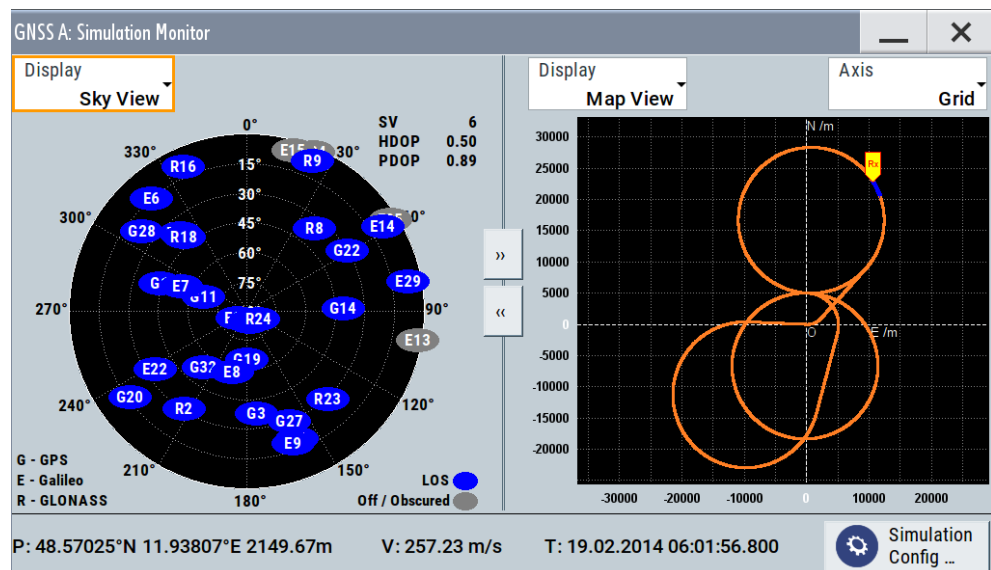 GNSS A: Simulation Monitor
Display
Sky View
SV 6
HDOP 0.50
PDOP 0.89
0°
330°
30°
300°
270°
90°
240°
120°
210°
150°
180°
15°
30°
45°
60°
75°
E15
R9
R16
E6
G28
R18
R8
E14
G22
E7
G11
E29
G14
R24
E13
G19
G32
E8
E22
G20
R2
R23
G3
G27
E9
G - GPS
E - Galileo
R - GLONASS
LOS
Off / Obscured
»
«
Display
Map View
Axis
Grid
N /m
Rx
30000
25000
20000
15000
10000
5000
0
-5000
-10000
-15000
-20000
O
E /m
-30000 -20000 -10000 0 10000 20000
P: 48.57025°N 11.93807°E 2149.67m V: 257.23 m/s T: 19.02.2014 06:01:56.800
Simulation
Config ...